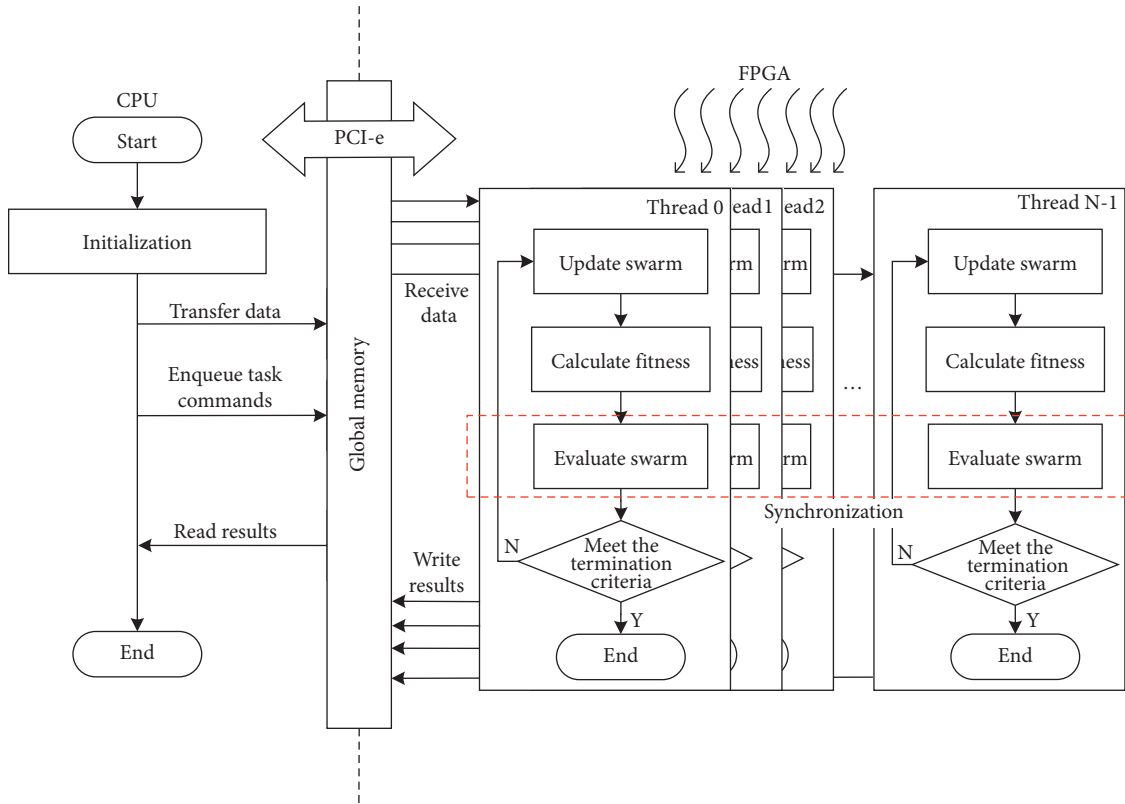 CPU
Start
Initialization
Transfer data
Enqueue task
commands
Read results
End
PCI-e
Global memory
Receive
data
Write
results
FPGA
Thread 0
Update swarm
Calculate fitness
Evaluate swarm
Meet the
termination
criteria
N
Y
End
ead1
rm
ness
rm
ead2
rm
ness
rm
...
Synchronization
Thread N-1
Update swarm
Calculate fitness
Evaluate swarm
Meet the
termination
criteria
N
Y
End